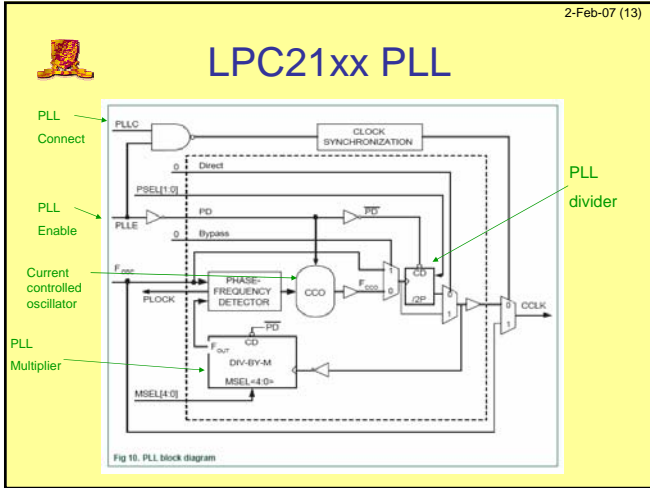 2-Feb-07 (13)
LPC21xx PLL
PLL
Connect
PLLC
CLOCK
SYNCHRONIZATION
0
Direct
PSEL[1:0]
PLL
divider
PLL
Enable
PLLE
PD
PD
0
Bypass
Current
controlled
oscillator
FOSC
PLOCK
PHASE-
FREQUENCY
DETECTOR
CCO
FCCO
1
0
CD
/2P
0
1
0
1
CCLK
PD
CD
FOUT
DIV-BY-M
MSEL<4:0>
PLL
Multiplier
MSEL[4:0]
Fig 10. PLL block diagram